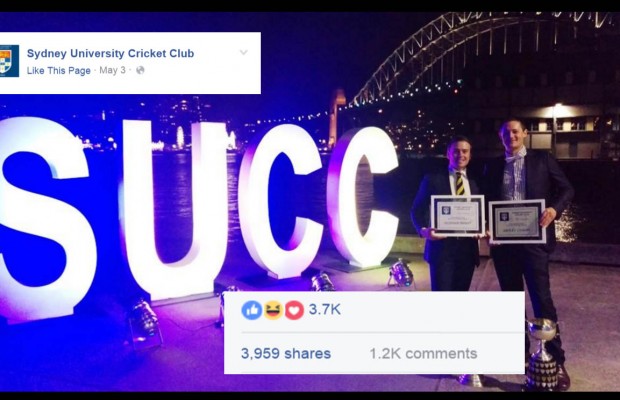 Sydney University Cricket Club
Like This Page · May 3 ·
SUCC
3.7K
3,959 shares
1.2K comments